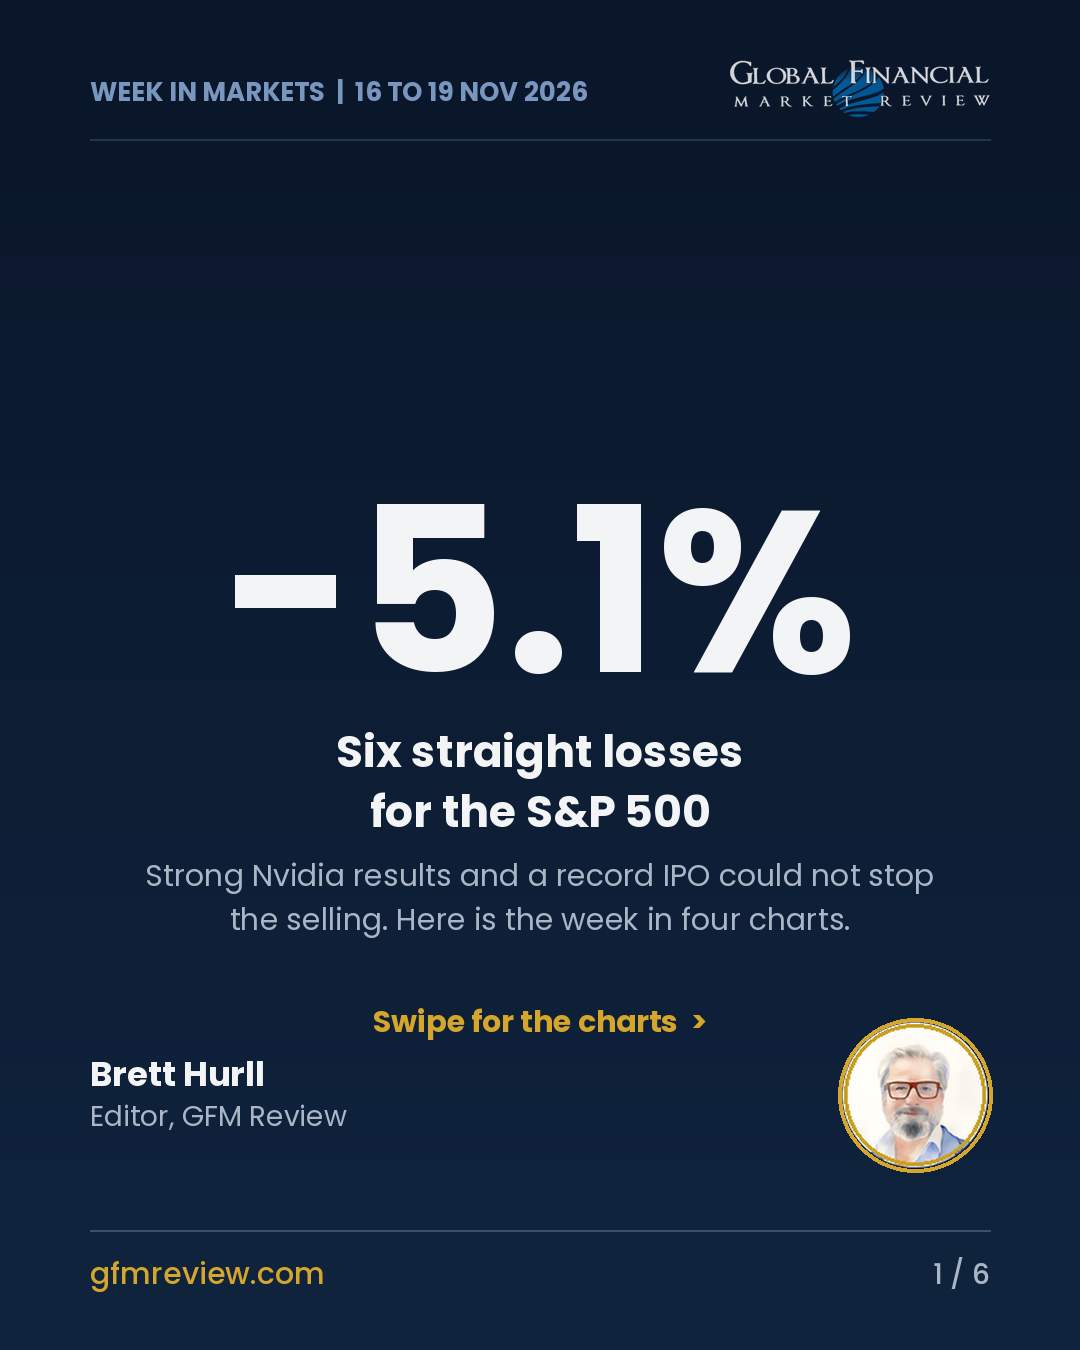 WEEK IN MARKETS | 16 TO 19 NOV 2026
GLOBAL FINANCIAL
MARKET REVIEW
-5.1%
Six straight losses
for the S&P 500
Strong Nvidia results and a record IPO could not stop
the selling. Here is the week in four charts.
Swipe for the charts >
Brett Hurll
Editor, GFM Review
gfmreview.com
1 / 6